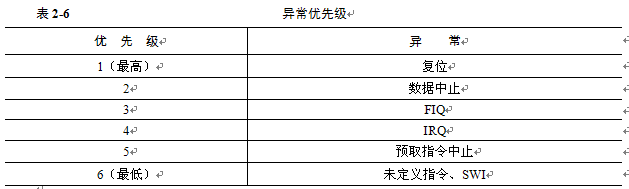 表 2-6 异常优先级
优 先 级 异 常
1（最高） 复位
2 数据中止
3 FIQ
4 IRQ
5 预取指令中止
6（最低） 未定义指令、SWI